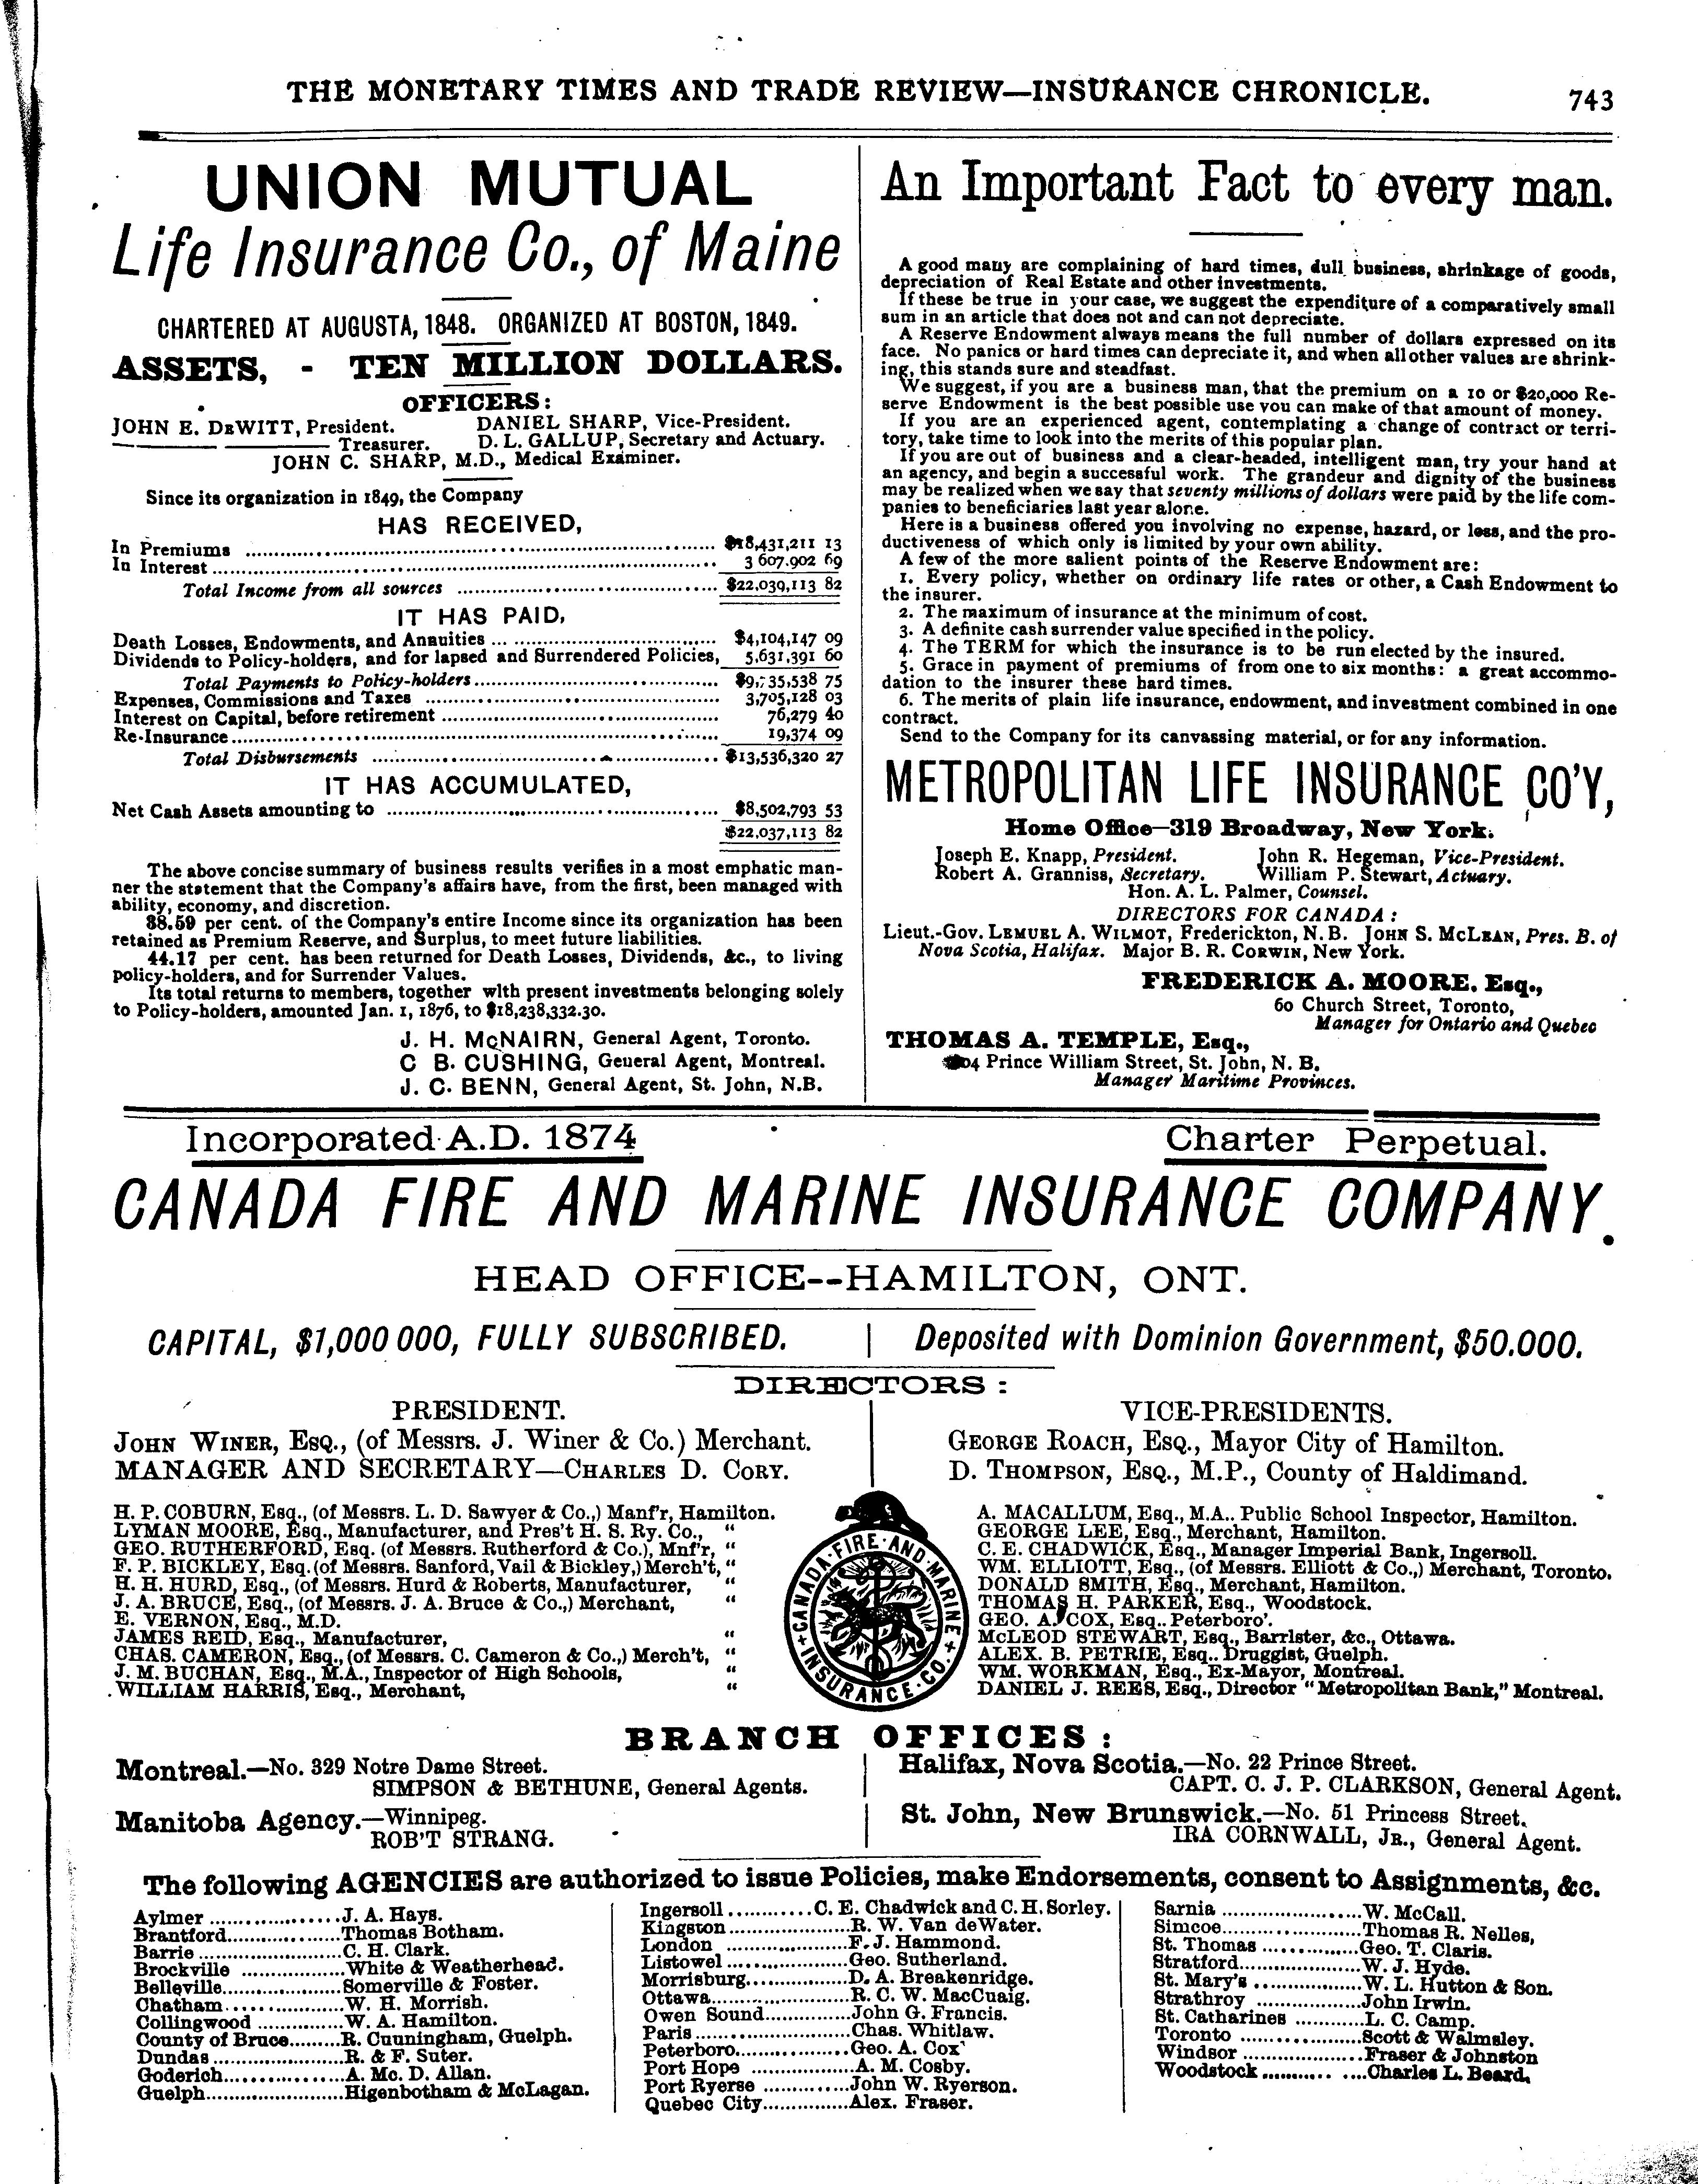 THE MONETARY TIMES AND TRADE REVIEW—INSURANCE CHRONICLE. 743
UNION MUTUAL
Life Insurance Co., of Maine
CHARTERED AT AUGUSTA, 1848. ORGANIZED AT BOSTON, 1849.
ASSETS, - TEN MILLION DOLLARS.
OFFICERS:
JOHN E. DEWITT, President. DANIEL SHARP, Vice-President.
——— Treasurer. D. L. GALLUP, Secretary and Actuary.
JOHN C. SHARP, M.D., Medical Examiner.
Since its organization in 1849, the Company
HAS RECEIVED,
In Premiums ........ $18,431,211 13
In Interest ........ 3 607.902 69
Total Income from all sources ........ $22,039,113 82
IT HAS PAID,
Death Losses, Endowments, and Annuities ........ $4,104,147 09
Dividends to Policy-holders, and for lapsed and Surrendered Policies, 5,631,391 60
Total Payments to Policy-holders ........ $9,735,538 75
Expenses, Commissions and Taxes ........ 3,705,128 03
Interest on Capital, before retirement ........ 76,279 40
Re-Insurance ........ 19,374 09
Total Disbursements ........ $13,536,320 27
IT HAS ACCUMULATED,
Net Cash Assets amounting to ........ $8,502,793 53
$22,037,113 82
The above concise summary of business results verifies in a most emphatic man-
ner the statement that the Company's affairs have, from the first, been managed with
ability, economy, and discretion.
38.59 per cent. of the Company's entire Income since its organization has been
retained as Premium Reserve, and Surplus, to meet future liabilities.
44.17 per cent. has been returned for Death Losses, Dividends, &c., to living
policy-holders, and for Surrender Values.
Its total returns to members, together with present investments belonging solely
to Policy-holders, amounted Jan. 1, 1876, to $18,238,332.30.
J. H. McNAIRN, General Agent, Toronto.
C B. CUSHING, General Agent, Montreal.
J. C. BENN, General Agent, St. John, N.B.
An Important Fact to every man.
A good many are complaining of hard times, dull business, shrinkage of goods,
depreciation of Real Estate and other investments.
If these be true in your case, we suggest the expenditure of a comparatively small
sum in an article that does not and can not depreciate.
A Reserve Endowment always means the full number of dollars expressed on its
face. No panics or hard times can depreciate it, and when all other values are shrink-
ing, this stands sure and steadfast.
We suggest, if you are a business man, that the premium on a 10 or $20,000 Re-
serve Endowment is the best possible use you can make of that amount of money.
If you are an experienced agent, contemplating a change of contract or terri-
tory, take time to look into the merits of this popular plan.
If you are out of business and a clear-headed, intelligent man, try your hand at
an agency, and begin a successful work. The grandeur and dignity of the business
may be realized when we say that seventy millions of dollars were paid by the life com-
panies to beneficiaries last year alone.
Here is a business offered you involving no expense, hazard, or loss, and the pro-
ductiveness of which only is limited by your own ability.
A few of the more salient points of the Reserve Endowment are:
1. Every policy, whether on ordinary life rates or other, a Cash Endowment to
the insurer.
2. The maximum of insurance at the minimum of cost.
3. A definite cash surrender value specified in the policy.
4. The TERM for which the insurance is to be run elected by the insured.
5. Grace in payment of premiums of from one to six months: a great accommo-
dation to the insurer these hard times.
6. The merits of plain life insurance, endowment, and investment combined in one
contract.
Send to the Company for its canvassing material, or for any information.
METROPOLITAN LIFE INSURANCE CO'Y,
Home Office—319 Broadway, New York.
Joseph E. Knapp, President. John R. Hegeman, Vice-President.
Robert A. Granniss, Secretary. William P. Stewart, Actuary.
Hon. A. L. Palmer, Counsel.
DIRECTORS FOR CANADA:
Lieut.-Gov. LEMUEL A. WILMOT, Frederickton, N. B. JOHN S. MCLEAN, Pres. B. of
Nova Scotia, Halifax. Major B. R. CORWIN, New York.
FREDERICK A. MOORE, Esq.,
60 Church Street, Toronto,
Manager for Ontario and Quebec
THOMAS A. TEMPLE, Esq.,
04 Prince William Street, St. John, N. B.
Manager Maritime Provinces.
Incorporated A.D. 1874 Charter Perpetual.
CANADA FIRE AND MARINE INSURANCE COMPANY.
HEAD OFFICE--HAMILTON, ONT.
CAPITAL, $1,000 000, FULLY SUBSCRIBED. | Deposited with Dominion Government, $50.000.
DIRECTORS:
PRESIDENT.
JOHN WINER, ESQ., (of Messrs. J. Winer & Co.) Merchant.
MANAGER AND SECRETARY—CHARLES D. CORY.
VICE-PRESIDENTS.
GEORGE ROACH, ESQ., Mayor City of Hamilton.
D. THOMPSON, ESQ., M.P., County of Haldimand.
H. P. COBURN, Esq., (of Messrs. L. D. Sawyer & Co.,) Manf'r, Hamilton.
LYMAN MOORE, Esq., Manufacturer, and Pres't H. S. Ry. Co., "
GEO. RUTHERFORD, Esq. (of Messrs. Rutherford & Co.), Mnf'r, "
F. P. BICKLEY, Esq. (of Messrs. Sanford, Vail & Bickley,) Merch't, "
H. H. HURD, Esq., (of Messrs. Hurd & Roberts, Manufacturer, "
J. A. BRUCE, Esq., (of Messrs. J. A. Bruce & Co.,) Merchant, "
E. VERNON, Esq., M.D.
JAMES REID, Esq., Manufacturer, "
CHAS. CAMERON, Esq., (of Messrs. C. Cameron & Co.,) Merch't, "
J. M. BUCHAN, Esq., M.A., Inspector of High Schools, "
WILLIAM HARRIS, Esq., Merchant, "
CANADA·FIRE·AND·MARINE
INSURANCE·CO.
A. MACALLUM, Esq., M.A.. Public School Inspector, Hamilton.
GEORGE LEE, Esq., Merchant, Hamilton.
C. E. CHADWICK, Esq., Manager Imperial Bank, Ingersoll.
WM. ELLIOTT, Esq., (of Messrs. Elliott & Co.,) Merchant, Toronto.
DONALD SMITH, Esq., Merchant, Hamilton.
THOMAS H. PARKER, Esq., Woodstock.
GEO. A. COX, Esq.. Peterboro'.
McLEOD STEWART, Esq., Barrister, &c., Ottawa.
ALEX. B. PETRIE, Esq.. Druggist, Guelph.
WM. WORKMAN, Esq., Ex-Mayor, Montreal.
DANIEL J. REES, Esq., Director "Metropolitan Bank," Montreal.
BRANCH OFFICES:
Montreal.—No. 329 Notre Dame Street.
SIMPSON & BETHUNE, General Agents.
Manitoba Agency.—Winnipeg.
ROB'T STRANG.
Halifax, Nova Scotia.—No. 22 Prince Street.
CAPT. C. J. P. CLARKSON, General Agent.
St. John, New Brunswick.—No. 51 Princess Street.
IRA CORNWALL, JR., General Agent.
The following AGENCIES are authorized to issue Policies, make Endorsements, consent to Assignments, &c.
Aylmer ........ J. A. Hays.
Brantford ........ Thomas Botham.
Barrie ........ C. H. Clark.
Brockville ........ White & Weatherhead.
Belleville ........ Somerville & Foster.
Chatham ........ W. H. Morrish.
Collingwood ........ W. A. Hamilton.
County of Bruce ........ R. Cunningham, Guelph.
Dundas ........ R. & F. Suter.
Goderich ........ A. Mc. D. Allan.
Guelph ........ Higenbotham & McLagan.
Ingersoll ........ C. E. Chadwick and C. H. Sorley.
Kingston ........ R. W. Van deWater.
London ........ F. J. Hammond.
Listowel ........ Geo. Sutherland.
Morrisburg ........ D. A. Breakenridge.
Ottawa ........ R. C. W. MacCuaig.
Owen Sound ........ John G. Francis.
Paris ........ Chas. Whitlaw.
Peterboro ........ Geo. A. Cox'
Port Hope ........ A. M. Cosby.
Port Ryerse ........ John W. Ryerson.
Quebec City ........ Alex. Fraser.
Sarnia ........ W. McCall.
Simcoe ........ Thomas R. Nelles,
St. Thomas ........ Geo. T. Claris.
Stratford ........ W. J. Hyde.
St. Mary's ........ W. L. Hutton & Son.
Strathroy ........ John Irwin.
St. Catharines ........ L. C. Camp.
Toronto ........ Scott & Walmsley.
Windsor ........ Fraser & Johnston
Woodstock ........ Charles L. Beard.